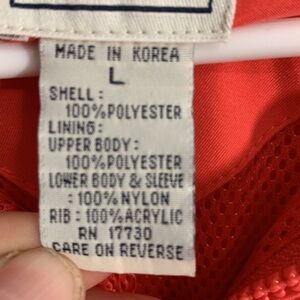 MADE IN KOREA
L
SHELL:
100%POLYESTER
LINING:
UPPER BODY:
100%POLYESTER
LOWER BODY & SLEEVE
:100%NYLON
RIB:100%ACRYLIC
RN 17730
CARE ON REVERSE